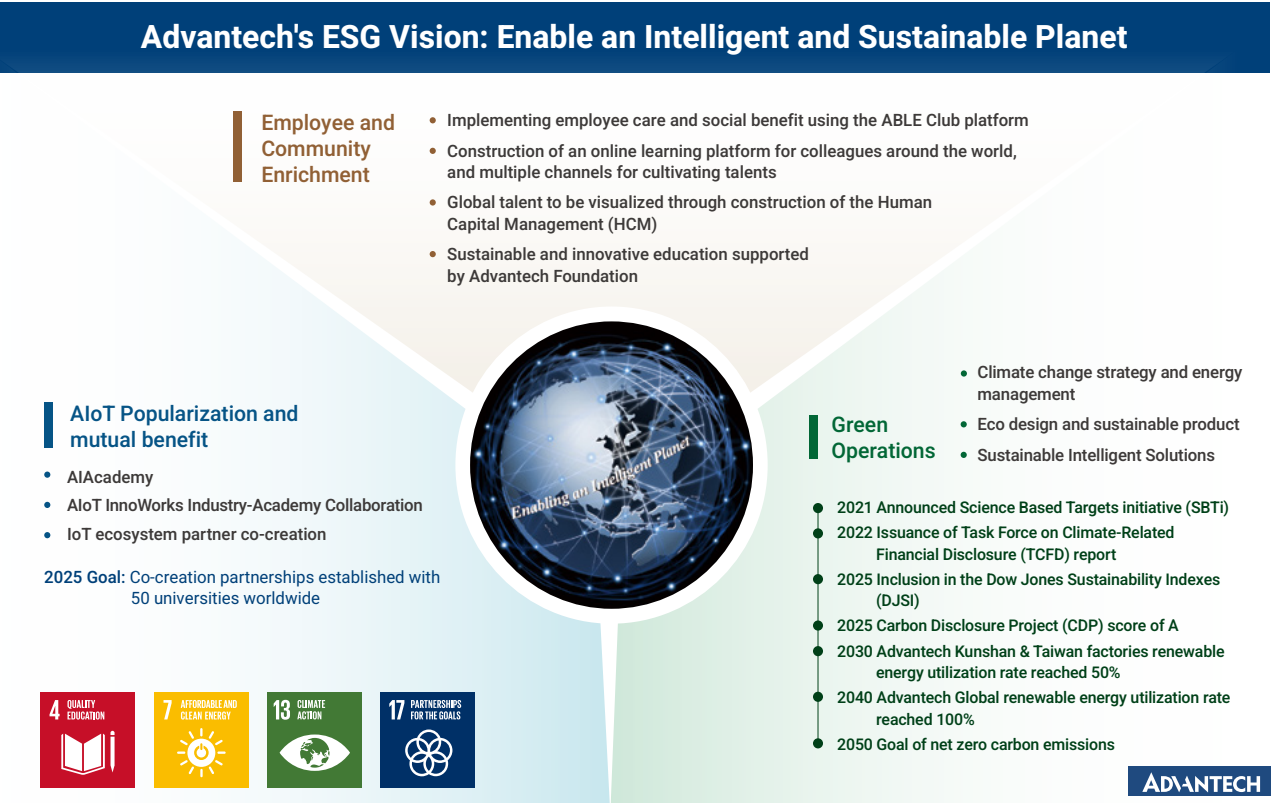 Advantech's ESG Vision: Enable an Intelligent and Sustainable Planet
Employee and
Community
Enrichment
• Implementing employee care and social benefit using the ABLE Club platform
• Construction of an online learning platform for colleagues around the world,
and multiple channels for cultivating talents
• Global talent to be visualized through construction of the Human
Capital Management (HCM)
• Sustainable and innovative education supported
by Advantech Foundation
AIoT Popularization and
mutual benefit
• AIAcademy
• AIoT InnoWorks Industry-Academy Collaboration
• IoT ecosystem partner co-creation
2025 Goal: Co-creation partnerships established with
50 universities worldwide
4 QUALITY
EDUCATION
7 AFFORDABLE AND
CLEAN ENERGY
13 CLIMATE
ACTION
17 PARTNERSHIPS
FOR THE GOALS
Enabling an Intelligent Planet
Green
Operations
• Climate change strategy and energy
management
• Eco design and sustainable product
• Sustainable Intelligent Solutions
2021 Announced Science Based Targets initiative (SBTi)
2022 Issuance of Task Force on Climate-Related
Financial Disclosure (TCFD) report
2025 Inclusion in the Dow Jones Sustainability Indexes
(DJSI)
2025 Carbon Disclosure Project (CDP) score of A
2030 Advantech Kunshan & Taiwan factories renewable
energy utilization rate reached 50%
2040 Advantech Global renewable energy utilization rate
reached 100%
2050 Goal of net zero carbon emissions
ADVANTECH